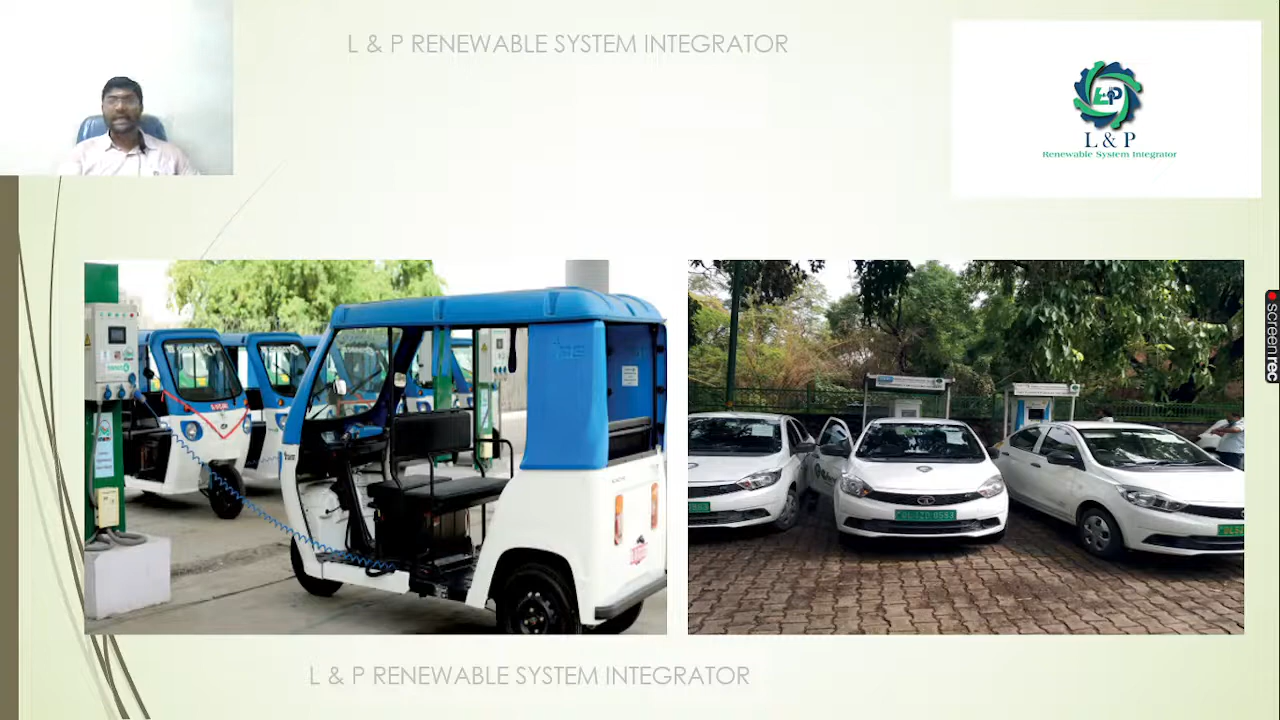 L & P RENEWABLE SYSTEM INTEGRATOR
L&P
L & P
Renewable System Integrator
screenrec
L & P RENEWABLE SYSTEM INTEGRATOR